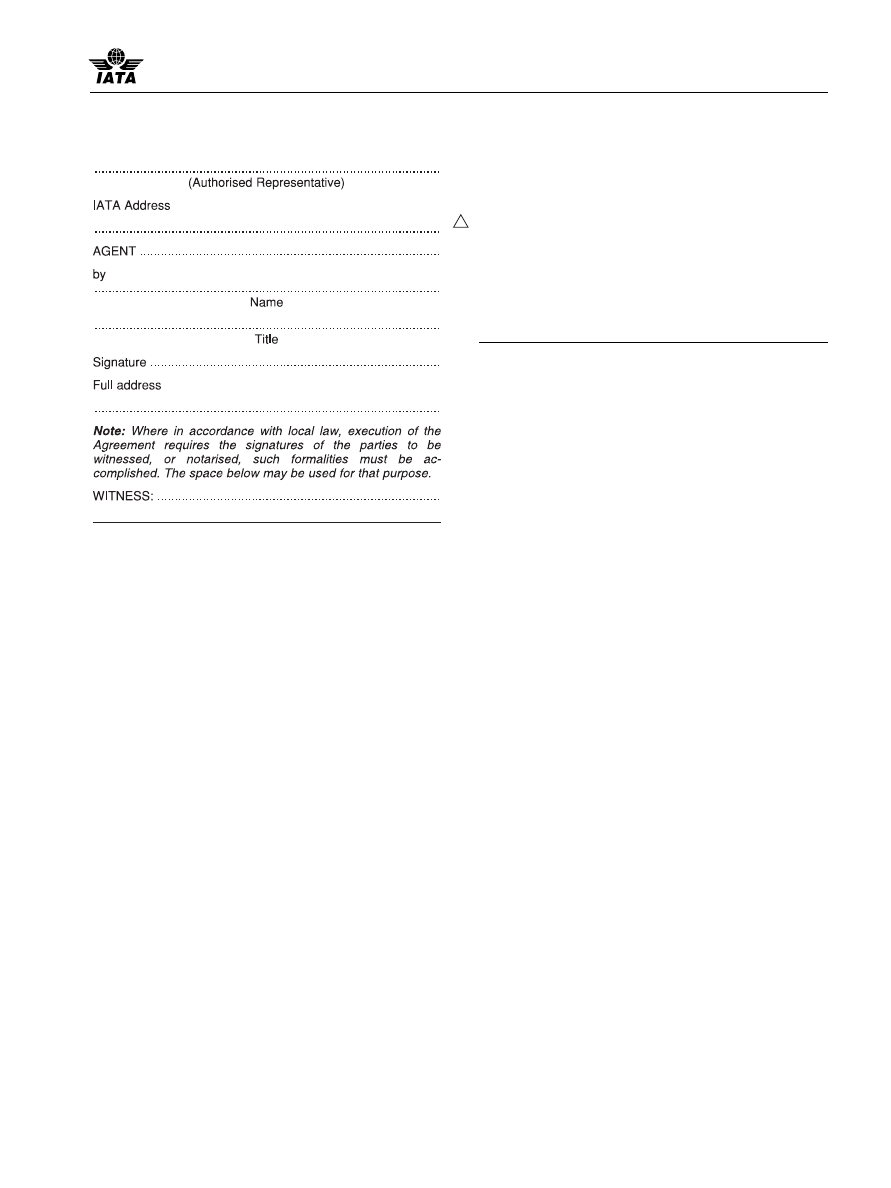 IATA
..........................................................................................
(Authorised Representative)
IATA Address
..........................................................................................
AGENT ..........................................................................................
by
..........................................................................................
Name
..........................................................................................
Title
Signature ..........................................................................................
Full address
..........................................................................................
Note: Where in accordance with local law, execution of the
Agreement requires the signatures of the parties to be
witnessed, or notarised, such formalities must be ac-
complished. The space below may be used for that purpose.
WITNESS: ..........................................................................................